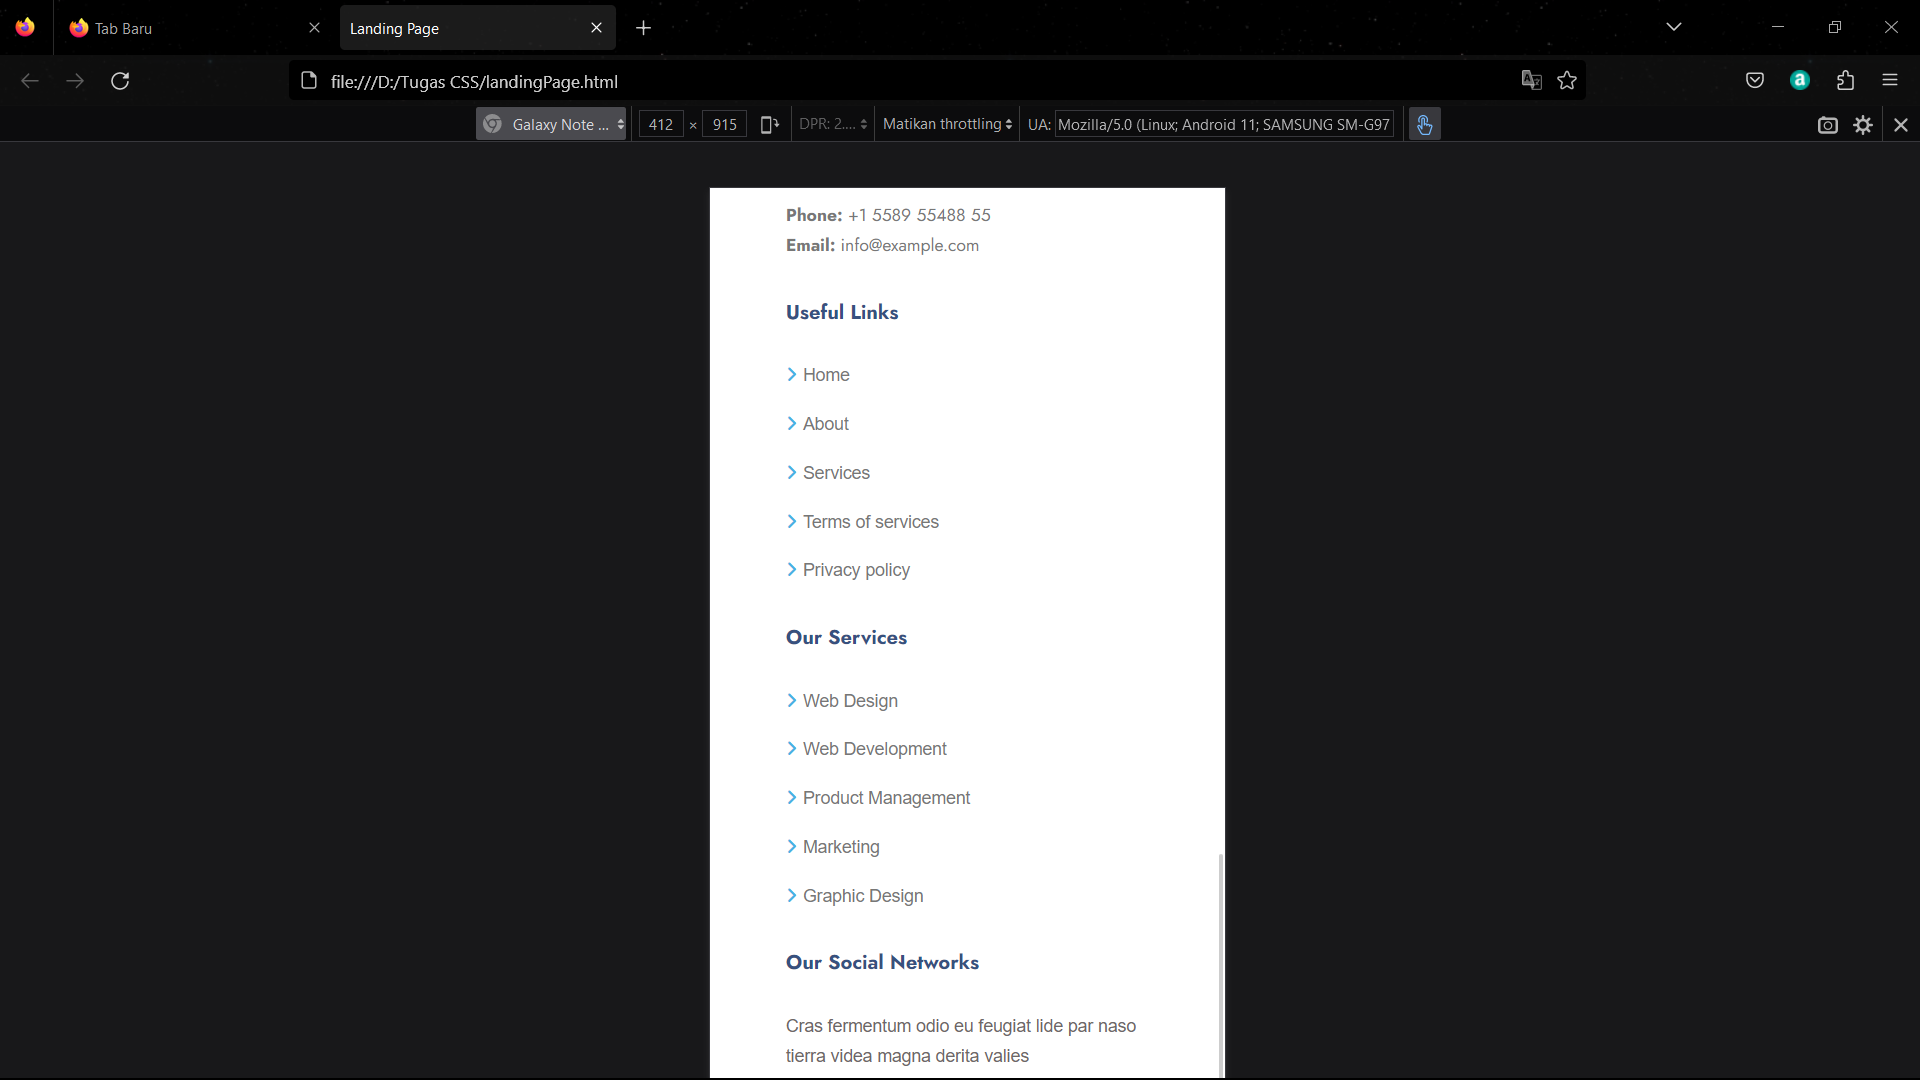 Tab Baru
Landing Page
file:///D:/Tugas CSS/landingPage.html
Galaxy Note ... 412 × 915 DPR: 2.... Matikan throttling UA: Mozilla/5.0 (Linux; Android 11; SAMSUNG SM-G97
Phone: +1 5589 55488 55
Email: info@example.com
Useful Links
Home
About
Services
Terms of services
Privacy policy
Our Services
Web Design
Web Development
Product Management
Marketing
Graphic Design
Our Social Networks
Cras fermentum odio eu feugiat lide par naso
tierra videa magna derita valies